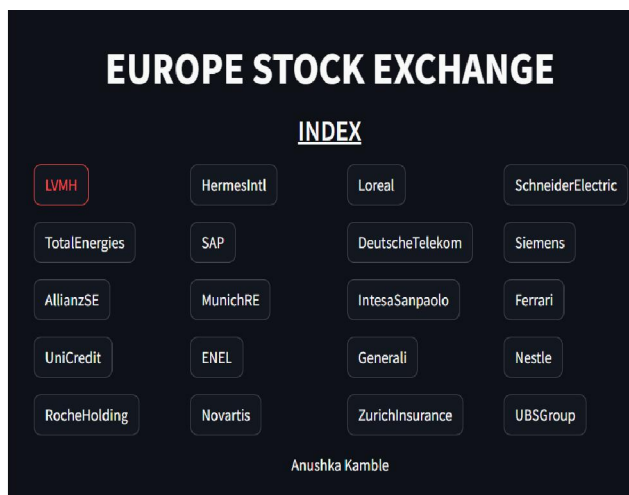 EUROPE STOCK EXCHANGE
INDEX
LVMH HermesIntl Loreal SchneiderElectric
TotalEnergies SAP DeutscheTelekom Siemens
AllianzSE MunichRE IntesaSanpaolo Ferrari
UniCredit ENEL Generali Nestle
RocheHolding Novartis ZurichInsurance UBSGroup
Anushka Kamble